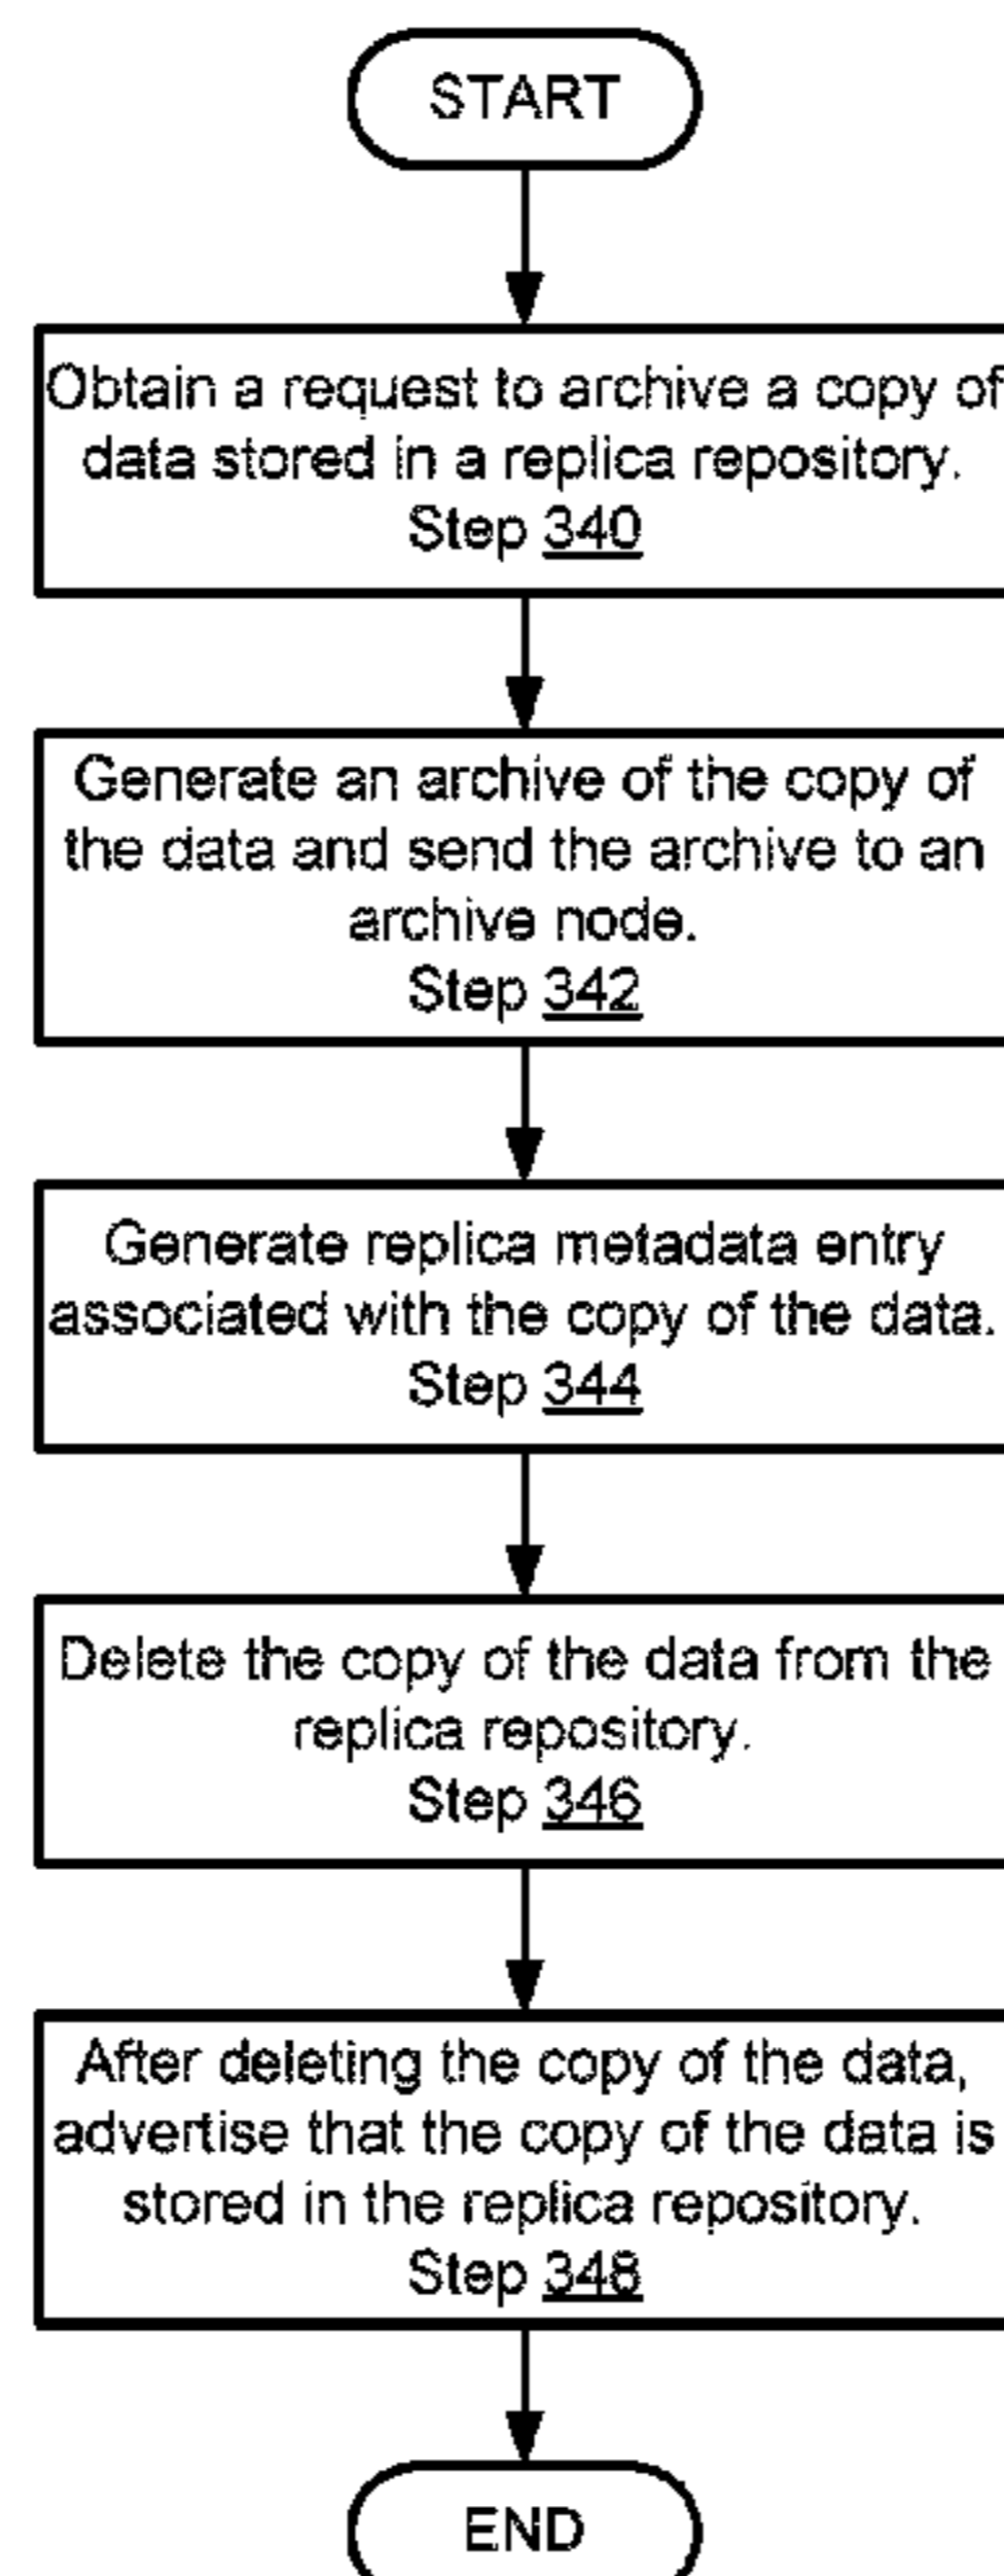 START
Obtain a request to archive a copy of
data stored in a replica repository.
Step 340
Generate an archive of the copy of
the data and send the archive to an
archive node.
Step 342
Generate replica metadata entry
associated with the copy of the data.
Step 344
Delete the copy of the data from the
replica repository.
Step 346
After deleting the copy of the data,
advertise that the copy of the data is
stored in the replica repository.
Step 348
END